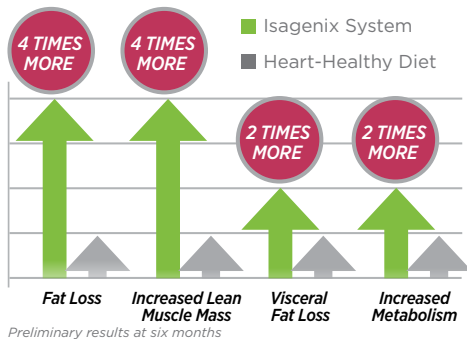 4 TIMES
MORE
4 TIMES
MORE
Isagenix System
Heart-Healthy Diet
2 TIMES
MORE
2 TIMES
MORE
Fat Loss
Increased Lean
Muscle Mass
Visceral
Fat Loss
Increased
Metabolism
Preliminary results at six months